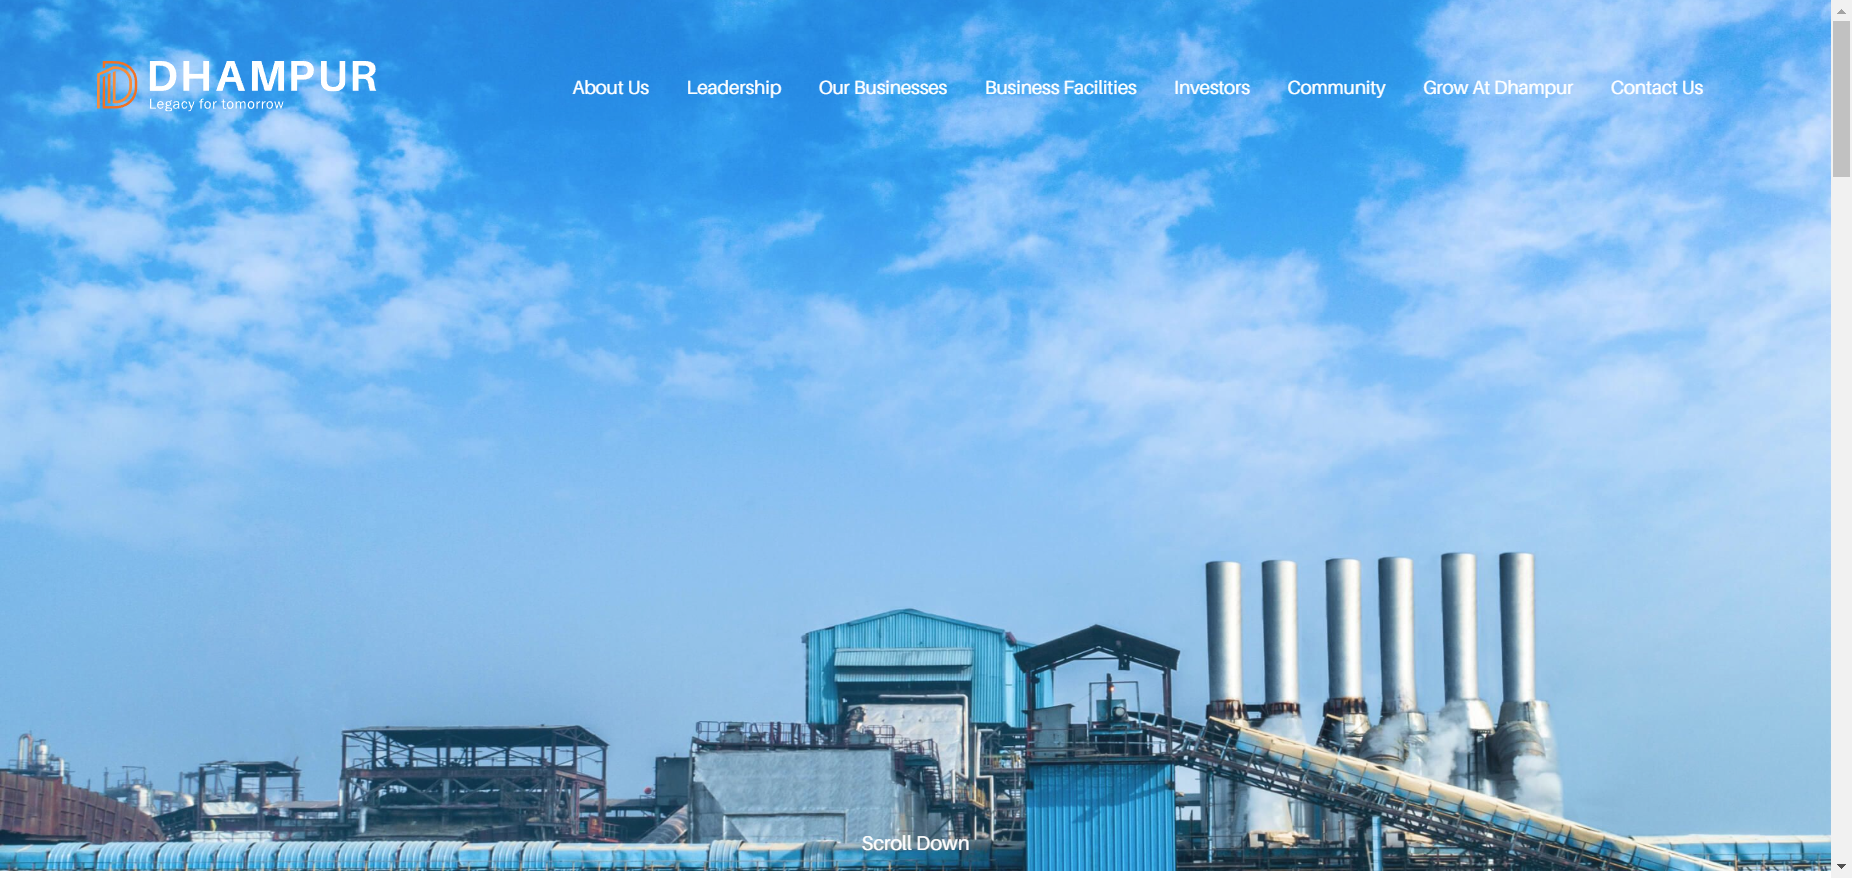 DHAMPUR
Legacy for tomorrow
About Us
Leadership
Our Businesses
Business Facilities
Investors
Community
Grow At Dhampur
Contact Us
Scroll Down